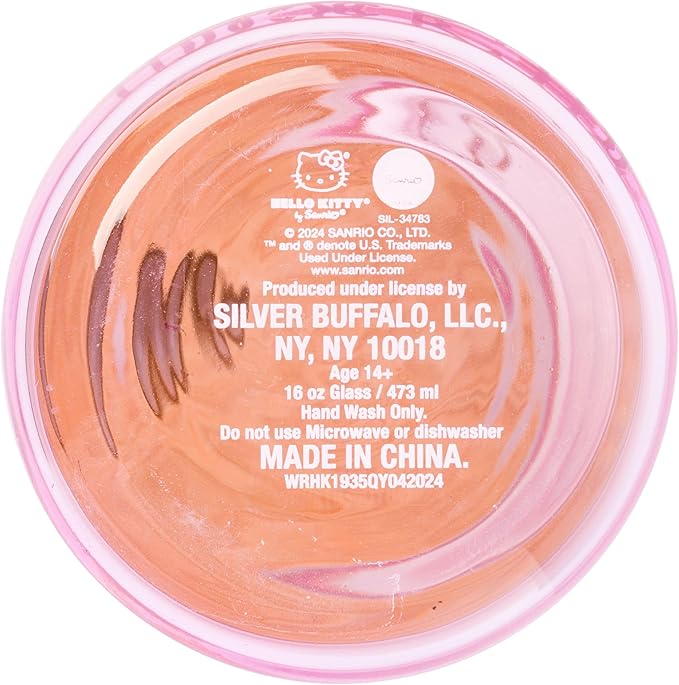 HELLO KITTY®
by Sanrio®
Sanrio
SIL-34763
© 2024 SANRIO CO., LTD.
™ and ® denote U.S. Trademarks
Used Under License.
www.sanrio.com
Produced under license by
SILVER BUFFALO, LLC.,
NY, NY 10018
Age 14+
16 oz Glass / 473 ml
Hand Wash Only.
Do not use Microwave or dishwasher
MADE IN CHINA.
WRHK1935QY042024